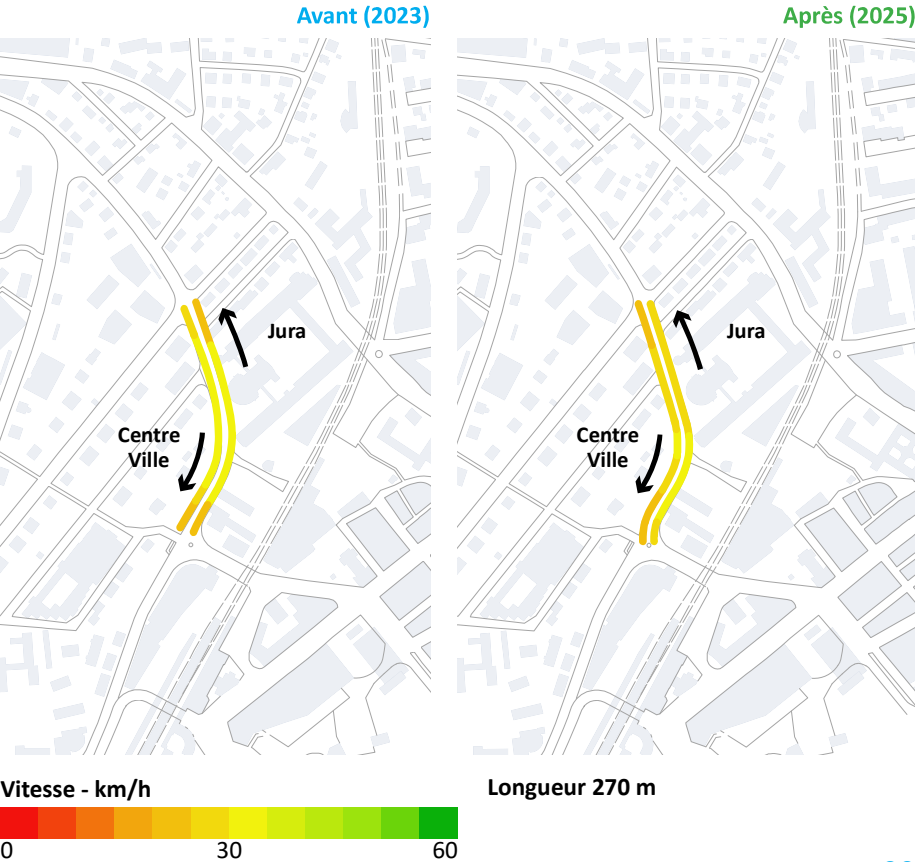 Avant (2023)
Après (2025)
Jura
Centre
Ville
Jura
Centre
Ville
Vitesse - km/h
Longueur 270 m
0
30
60